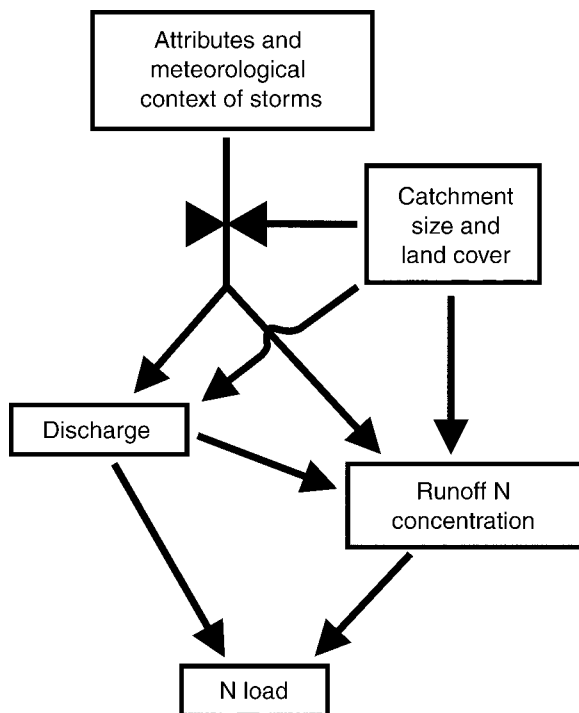 Attributes and
meteorological
context of storms
Catchment
size and
land cover
Discharge
Runoff N
concentration
N load